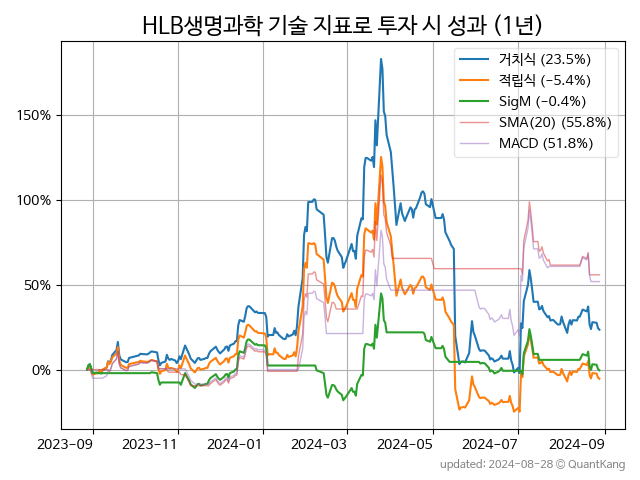 HLB생명과학 기술 지표로 투자 시 성과 (1년)
거치식 (23.5%)
적립식 (-5.4%)
SigM (-0.4%)
SMA(20) (55.8%)
MACD (51.8%)
150%
100%
50%
0%
2023-09 2023-11 2024-01 2024-03 2024-05 2024-07 2024-09
updated: 2024-08-28 © QuantKang